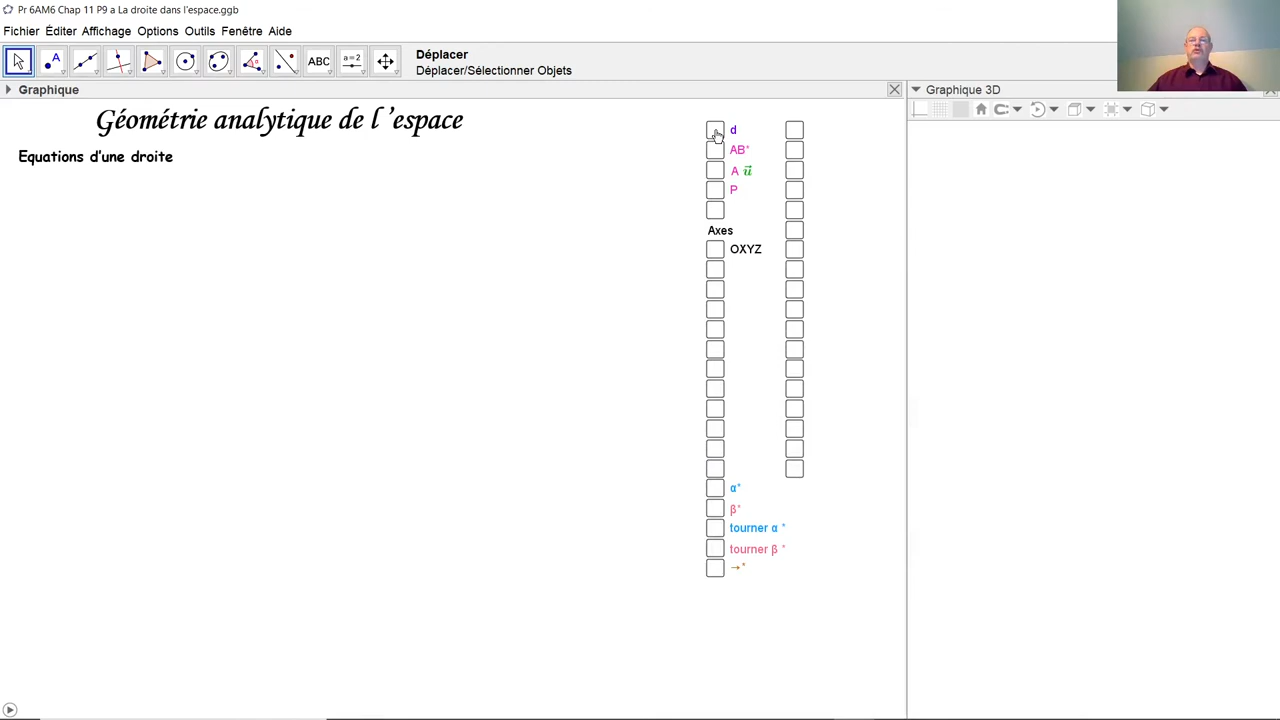 Pr 6AM6 Chap 11 P9 a La droite dans l'espace.ggb
Fichier Éditer Affichage Options Outils Fenêtre Aide
A
ABC
a=2
Déplacer
Déplacer/Sélectionner Objets
Graphique
Graphique 3D
Géométrie analytique de l 'espace
Equations d'une droite
d
AB*
A u⃗
P
Axes
OXYZ
α*
β*
tourner α *
tourner β *
→*